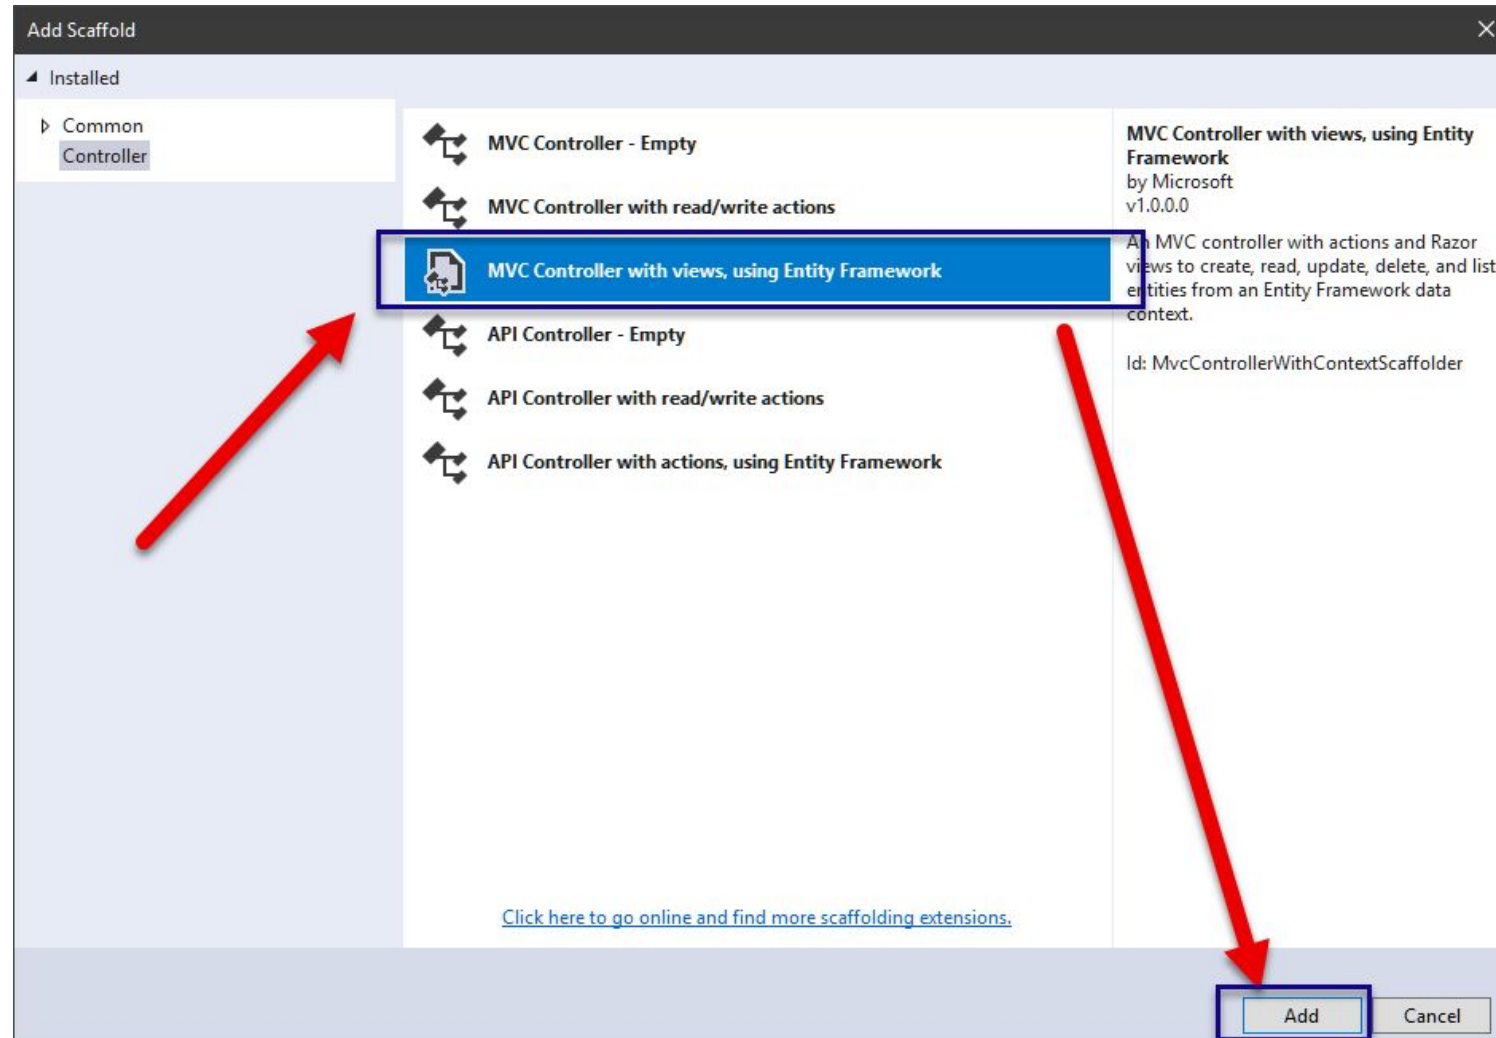 Add Scaffold
Installed
Common
Controller
MVC Controller - Empty
MVC Controller with read/write actions
MVC Controller with views, using Entity Framework
API Controller - Empty
API Controller with read/write actions
API Controller with actions, using Entity Framework
Click here to go online and find more scaffolding extensions.
MVC Controller with views, using Entity
Framework
by Microsoft
v1.0.0.0
An MVC controller with actions and Razor
views to create, read, update, delete, and list
entities from an Entity Framework data
context.
Id: MvcControllerWithContextScaffolder
Add
Cancel